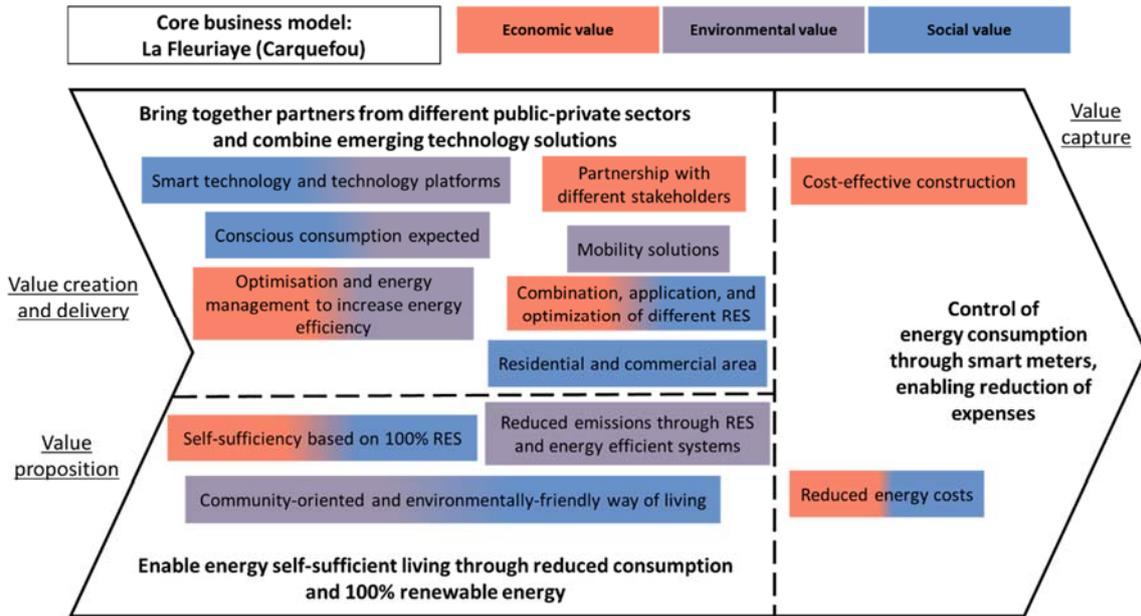 Core business model:
La Fleuriaye (Carquefou)
Economic value
Environmental value
Social value
Bring together partners from different public-private sectors
and combine emerging technology solutions
Value
capture
Smart technology and technology platforms
Partnership with
different stakeholders
Cost-effective construction
Conscious consumption expected
Mobility solutions
Value creation
and delivery
Optimisation and energy
management to increase energy
efficiency
Combination, application, and
optimization of different RES
Residential and commercial area
Control of
energy consumption
through smart meters,
enabling reduction of
expenses
Value
proposition
Self-sufficiency based on 100% RES
Reduced emissions through RES
and energy efficient systems
Community-oriented and environmentally-friendly way of living
Reduced energy costs
Enable energy self-sufficient living through reduced consumption
and 100% renewable energy